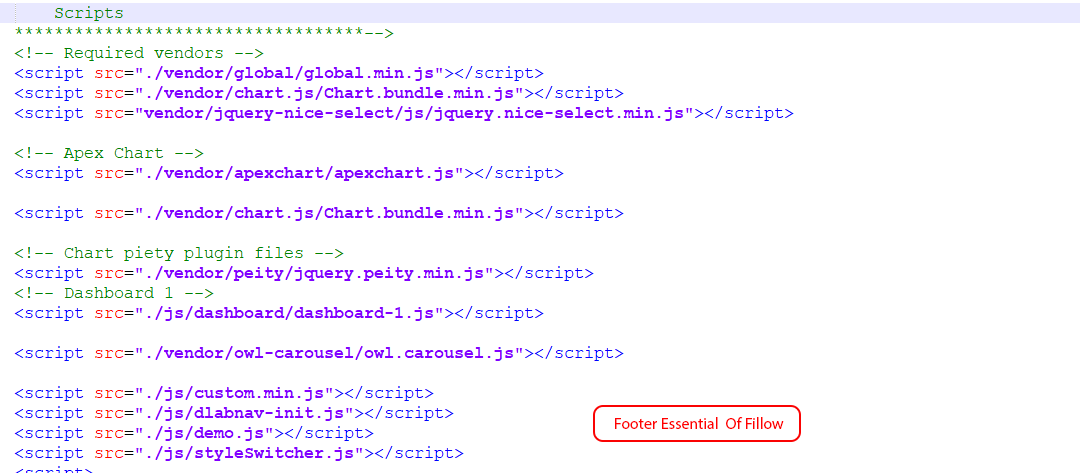 Scripts
***********************************-->
<!-- Required vendors -->
<script src="./vendor/global/global.min.js"></script>
<script src="./vendor/chart.js/Chart.bundle.min.js"></script>
<script src="vendor/jquery-nice-select/js/jquery.nice-select.min.js"></script>
<!-- Apex Chart -->
<script src="./vendor/apexchart/apexchart.js"></script>
<script src="./vendor/chart.js/Chart.bundle.min.js"></script>
<!-- Chart piety plugin files -->
<script src="./vendor/peity/jquery.peity.min.js"></script>
<!-- Dashboard 1 -->
<script src="./js/dashboard/dashboard-1.js"></script>
<script src="./vendor/owl-carousel/owl.carousel.js"></script>
<script src="./js/custom.min.js"></script>
<script src="./js/dlabnav-init.js"></script>
<script src="./js/demo.js"></script>
<script src="./js/styleSwitcher.js"></script>
<script>
Footer Essential Of Fillow